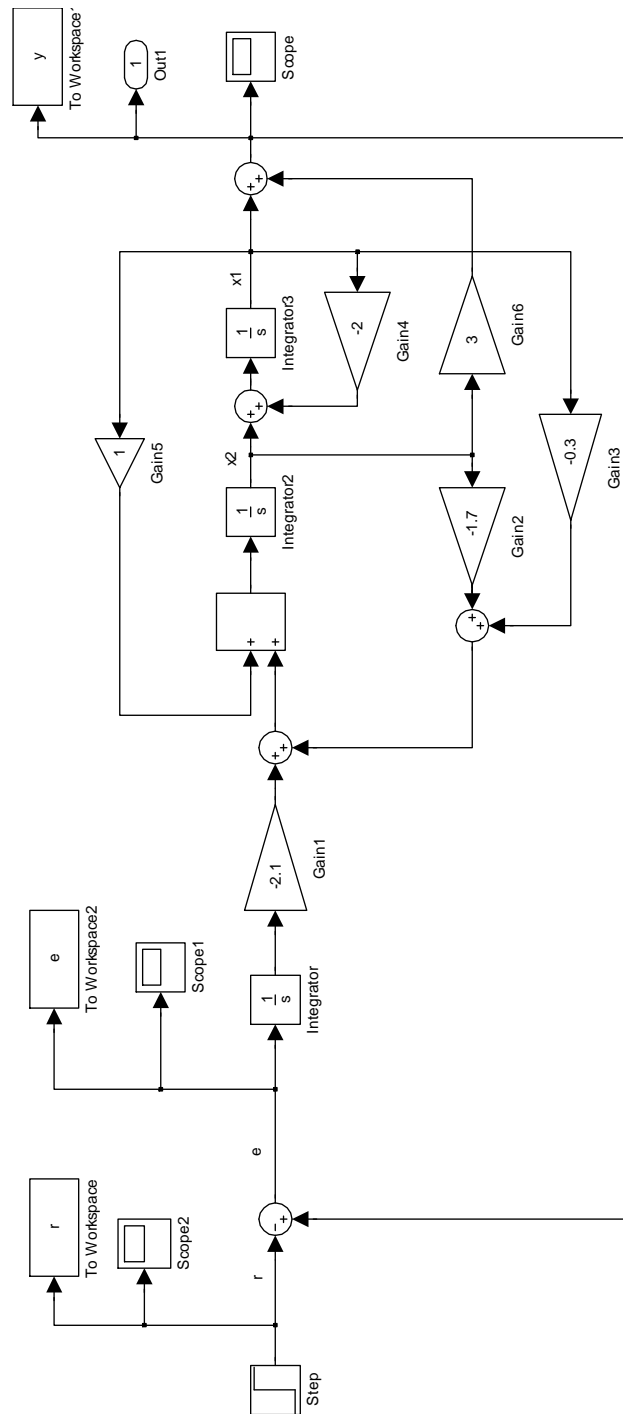 Step
r
To Workspace
Scope2
r
-
+
e
e
To Workspace2
Scope1
1
s
Integrator
-2.1
Gain1
+
+
+
+
1
Gain5
1
s
Integrator2
x2
+
+
1
s
Integrator3
x1
-2
Gain4
+
+
-1.7
Gain2
3
Gain6
-0.3
Gain3
+
+
y
To Workspace1
1
Out1
Scope